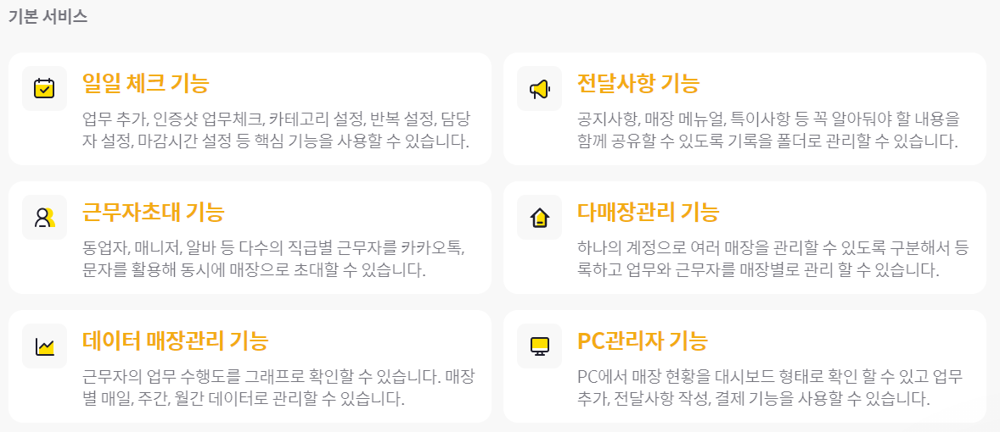 기본 서비스
일일 체크 기능
업무 추가, 인증샷 업무체크, 카테고리 설정, 반복 설정, 담당
자 설정, 마감시간 설정 등 핵심 기능을 사용할 수 있습니다.
전달사항 기능
공지사항, 매장 메뉴얼, 특이사항 등 꼭 알아둬야 할 내용을
함께 공유할 수 있도록 기록을 폴더로 관리할 수 있습니다.
근무자초대 기능
동업자, 매니저, 알바 등 다수의 직급별 근무자를 카카오톡,
문자를 활용해 동시에 매장으로 초대할 수 있습니다.
다매장관리 기능
하나의 계정으로 여러 매장을 관리할 수 있도록 구분해서 등
록하고 업무와 근무자를 매장별로 관리 할 수 있습니다.
데이터 매장관리 기능
근무자의 업무 수행도를 그래프로 확인할 수 있습니다. 매장
별 매일, 주간, 월간 데이터로 관리할 수 있습니다.
PC관리자 기능
PC에서 매장 현황을 대시보드 형태로 확인 할 수 있고 업무
추가, 전달사항 작성, 결제 기능을 사용할 수 있습니다.